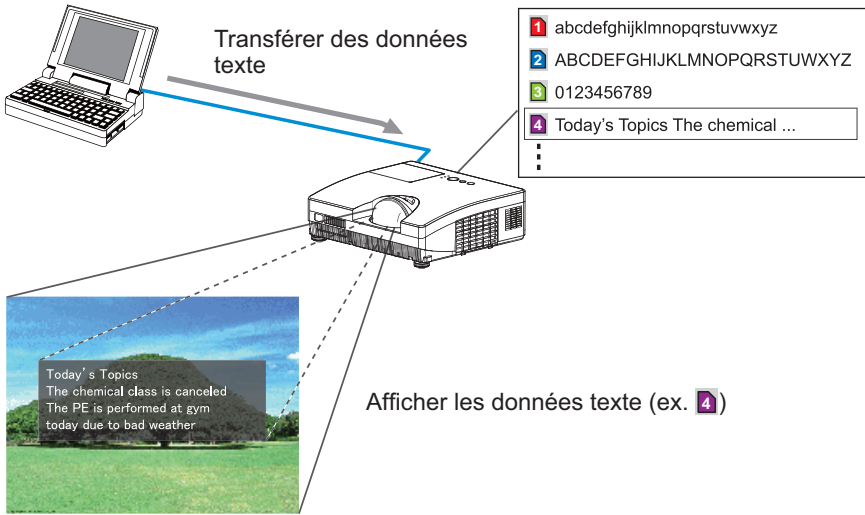 Transférer des données
texte
1 abcdefghijklmnopqrstuvwxyz
2 ABCDEFGHIJKLMNOPQRSTUWXYZ
3 0123456789
4 Today's Topics The chemical ...
Today's Topics
The chemical class is canceled
The PE is performed at gym
today due to bad weather
Afficher les données texte (ex. 4)